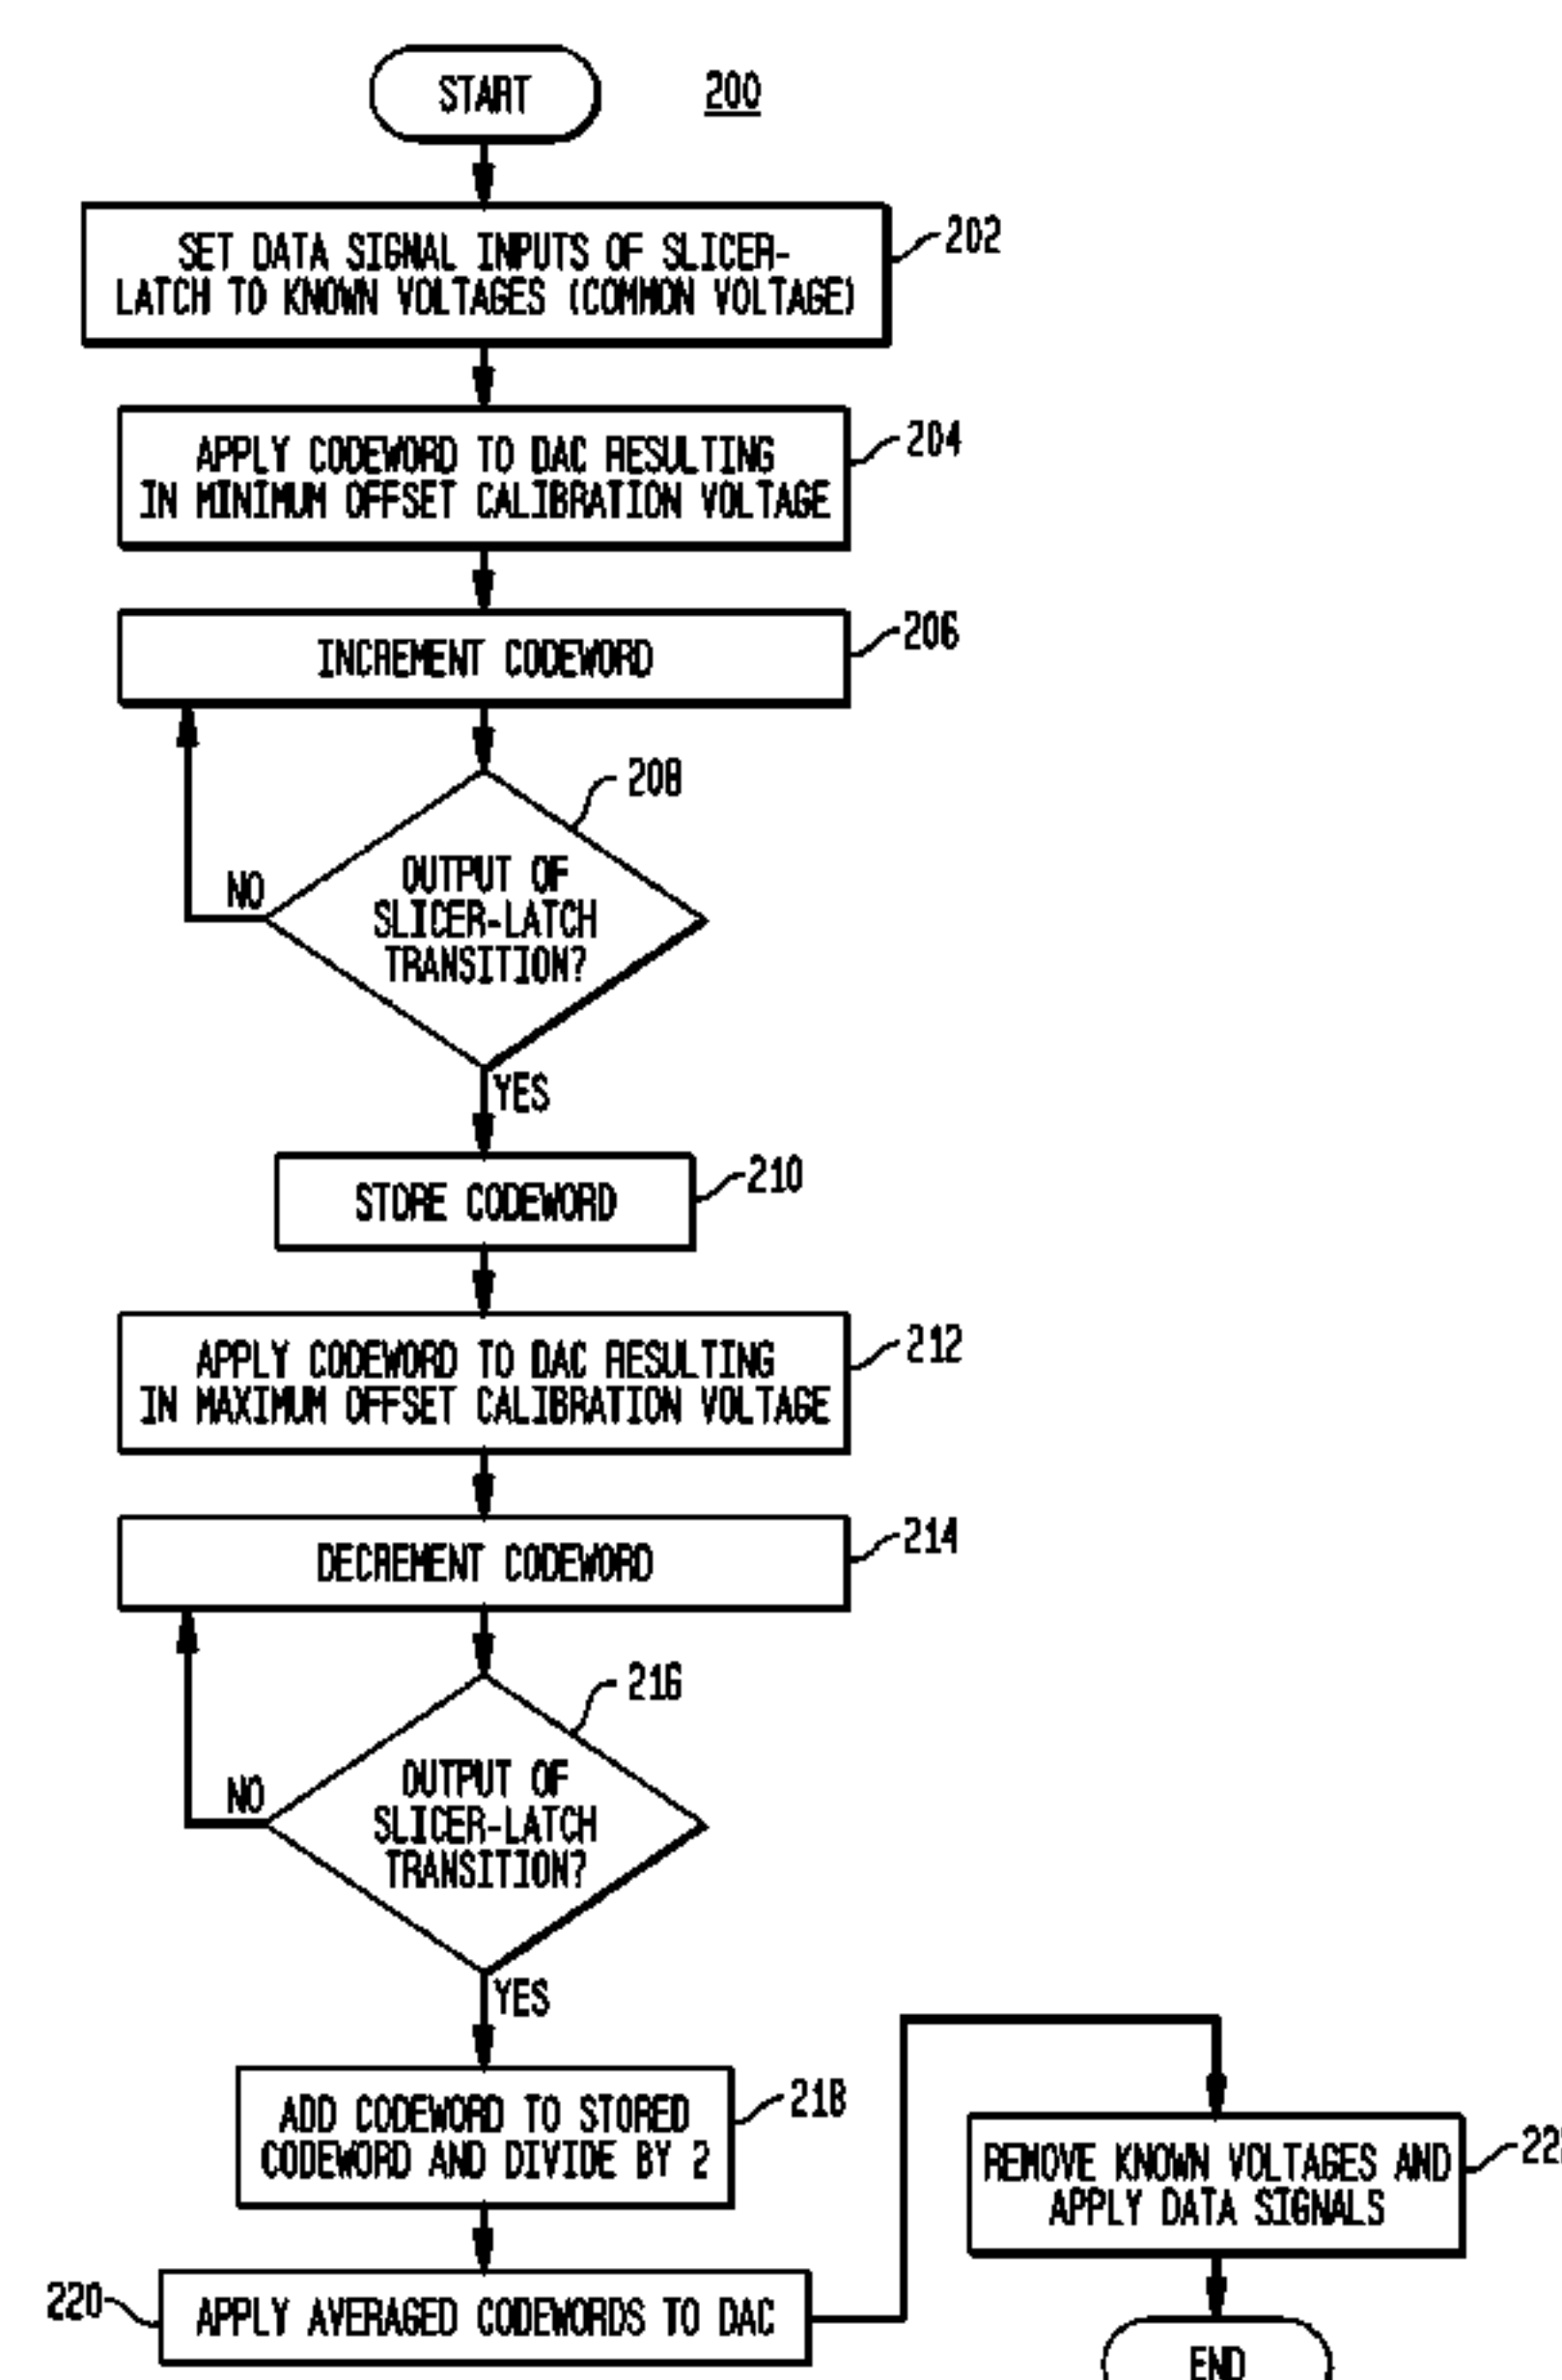 START
200
SET DATA SIGNAL INPUTS OF SLICER-
LATCH TO KNOWN VOLTAGES (COMMON VOLTAGE)
202
APPLY CODEWORD TO DAC RESULTING
IN MINIMUM OFFSET CALIBRATION VOLTAGE
204
INCREMENT CODEWORD
206
208
OUTPUT OF
SLICER-LATCH
TRANSITION?
NO
YES
STORE CODEWORD
210
APPLY CODEWORD TO DAC RESULTING
IN MAXIMUM OFFSET CALIBRATION VOLTAGE
212
DECREMENT CODEWORD
214
216
OUTPUT OF
SLICER-LATCH
TRANSITION?
NO
YES
ADD CODEWORD TO STORED
CODEWORD AND DIVIDE BY 2
218
220
APPLY AVERAGED CODEWORDS TO DAC
REMOVE KNOWN VOLTAGES AND
APPLY DATA SIGNALS
END